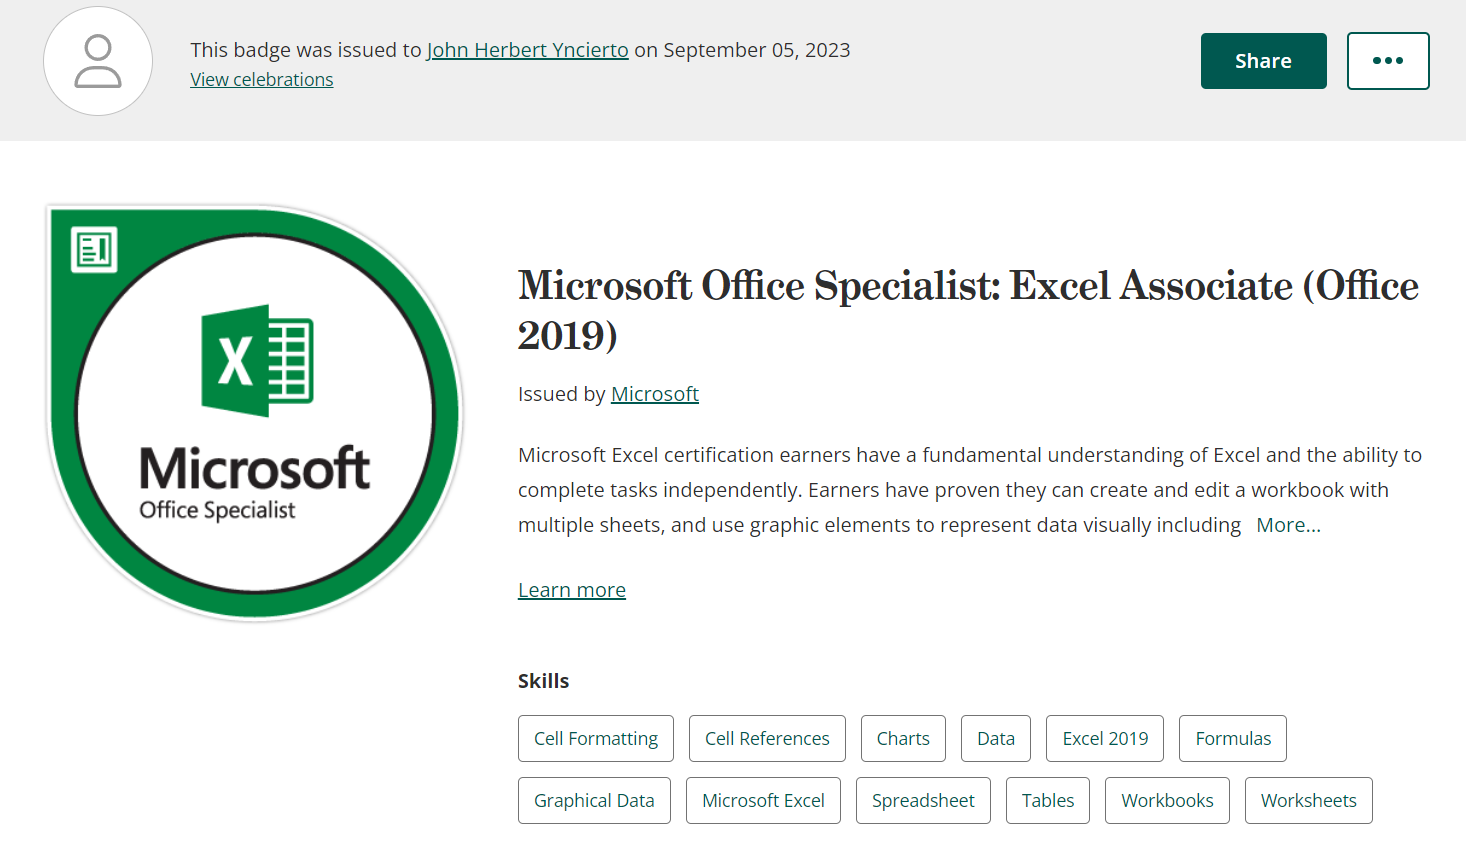 This badge was issued to John Herbert Yncierto on September 05, 2023
View celebrations
Share
Microsoft Office Specialist: Excel Associate (Office
2019)
Issued by Microsoft
Microsoft Excel certification earners have a fundamental understanding of Excel and the ability to
complete tasks independently. Earners have proven they can create and edit a workbook with
multiple sheets, and use graphic elements to represent data visually including More...
Learn more
X
Microsoft
Office Specialist
Skills
Cell Formatting Cell References Charts Data Excel 2019 Formulas
Graphical Data Microsoft Excel Spreadsheet Tables Workbooks Worksheets